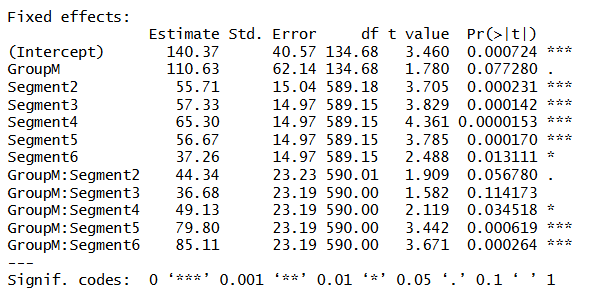 Fixed effects:
Estimate Std. Error df t value Pr(>|t|)
(Intercept) 140.37 40.57 134.68 3.460 0.000724 ***
GroupM 110.63 62.14 134.68 1.780 0.077280 .
Segment2 55.71 15.04 589.18 3.705 0.000231 ***
Segment3 57.33 14.97 589.15 3.829 0.000142 ***
Segment4 65.30 14.97 589.15 4.361 0.0000153 ***
Segment5 56.67 14.97 589.15 3.785 0.000170 ***
Segment6 37.26 14.97 589.15 2.488 0.013111 *
GroupM:Segment2 44.34 23.23 590.01 1.909 0.056780 .
GroupM:Segment3 36.68 23.19 590.00 1.582 0.114173
GroupM:Segment4 49.13 23.19 590.00 2.119 0.034518 *
GroupM:Segment5 79.80 23.19 590.00 3.442 0.000619 ***
GroupM:Segment6 85.11 23.19 590.00 3.671 0.000264 ***
---
Signif. codes: 0 ‘***’ 0.001 ‘**’ 0.01 ‘*’ 0.05 ‘.’ 0.1 ‘ ’ 1